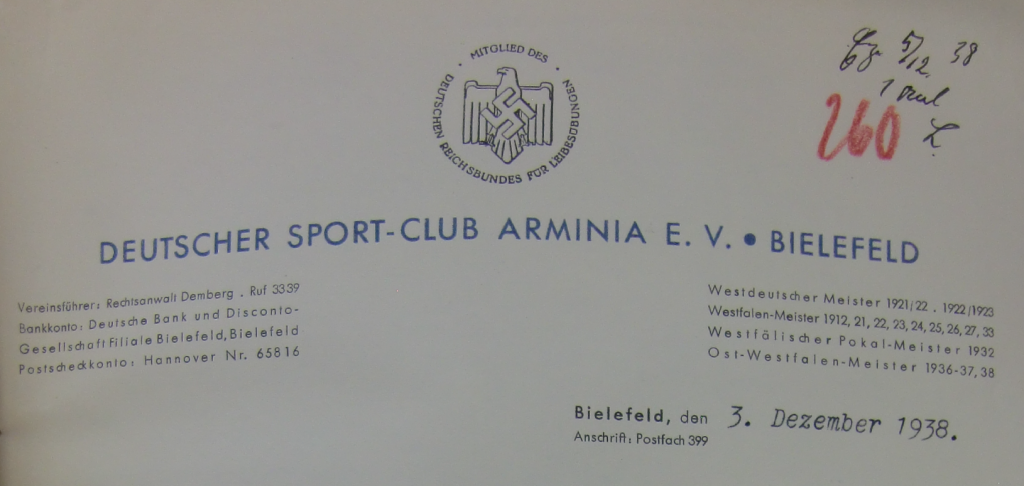 · MITGLIED DES ·
DEUTSCHEN REICHSBUNDES FÜR LEIBESÜBUNGEN
5/12. 38
1
260
DEUTSCHER SPORT-CLUB ARMINIA E. V. • BIELEFELD
Vereinsführer: Rechtsanwalt Demberg . Ruf 3339
Bankkonto: Deutsche Bank und Disconto-
Gesellschaft Filiale Bielefeld, Bielefeld
Postscheckkonto: Hannover Nr. 65816
Westdeutscher Meister 1921/22 . 1922/1923
Westfalen-Meister 1912, 21, 22, 23, 24, 25, 26, 27, 33
Westfälischer Pokal-Meister 1932
Ost-Westfalen-Meister 1936-37, 38
Bielefeld, den 3. Dezember 1938.
Anschrift: Postfach 399